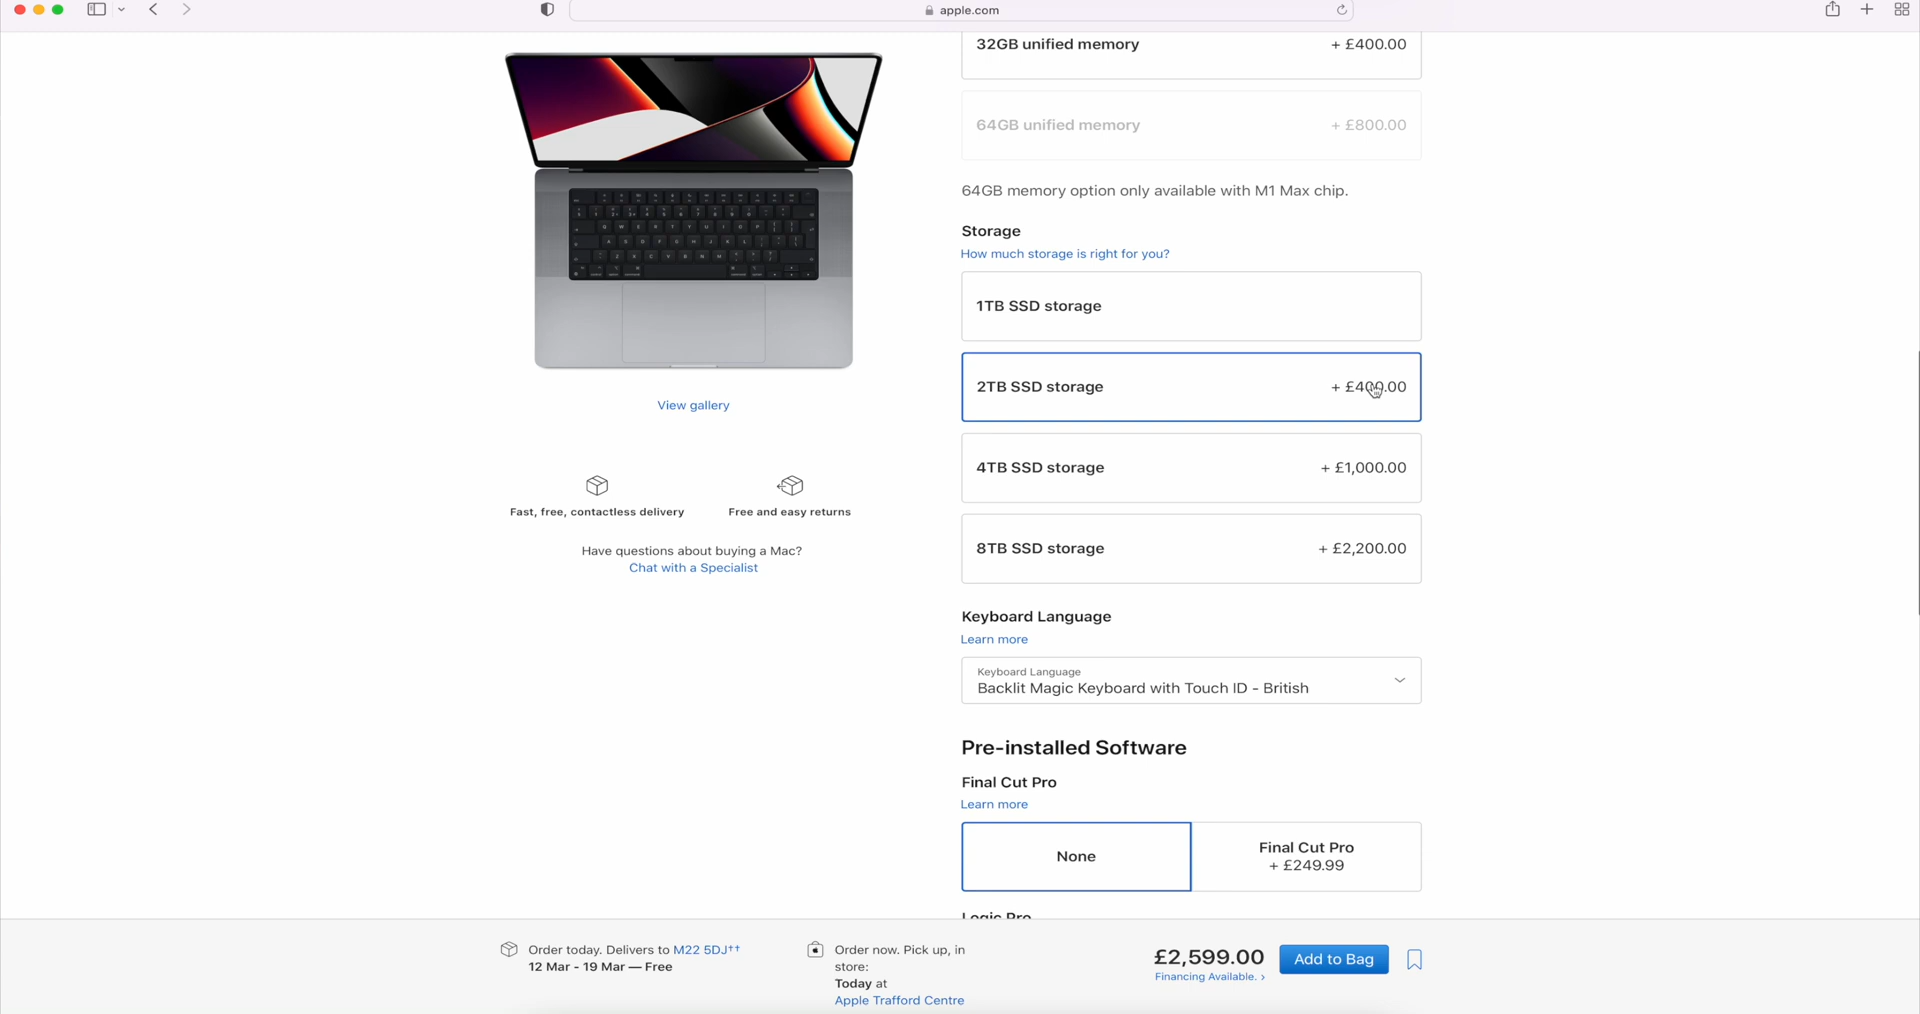 apple.com
32GB unified memory + £400.00
64GB unified memory + £800.00
64GB memory option only available with M1 Max chip.
Storage
How much storage is right for you?
1TB SSD storage
2TB SSD storage + £400.00
4TB SSD storage + £1,000.00
8TB SSD storage + £2,200.00
View gallery
Fast, free, contactless delivery
Free and easy returns
Have questions about buying a Mac?
Chat with a Specialist
Keyboard Language
Learn more
Keyboard Language
Backlit Magic Keyboard with Touch ID - British
Pre-installed Software
Final Cut Pro
Learn more
None
Final Cut Pro
+ £249.99
Logic Pro
Order today. Delivers to M22 5DJ††
12 Mar - 19 Mar — Free
Order now. Pick up, in
store:
Today at
Apple Trafford Centre
£2,599.00
Financing Available. ›
Add to Bag